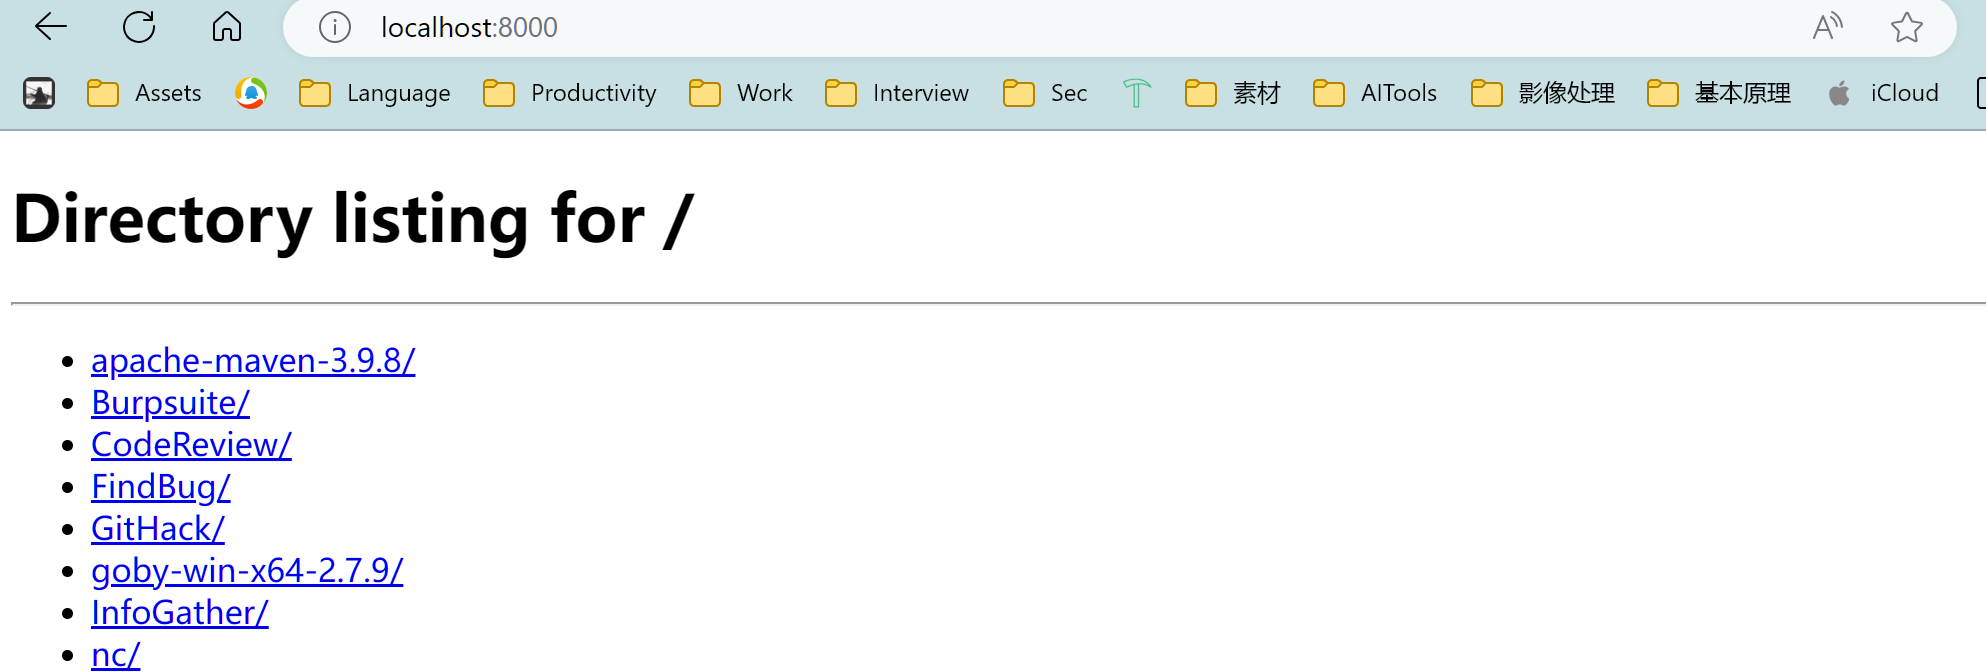 localhost:8000
Assets Language Productivity Work Interview Sec 素材 AITools 影像处理 基本原理 iCloud
Directory listing for /
apache-maven-3.9.8/
Burpsuite/
CodeReview/
FindBug/
GitHack/
goby-win-x64-2.7.9/
InfoGather/
nc/